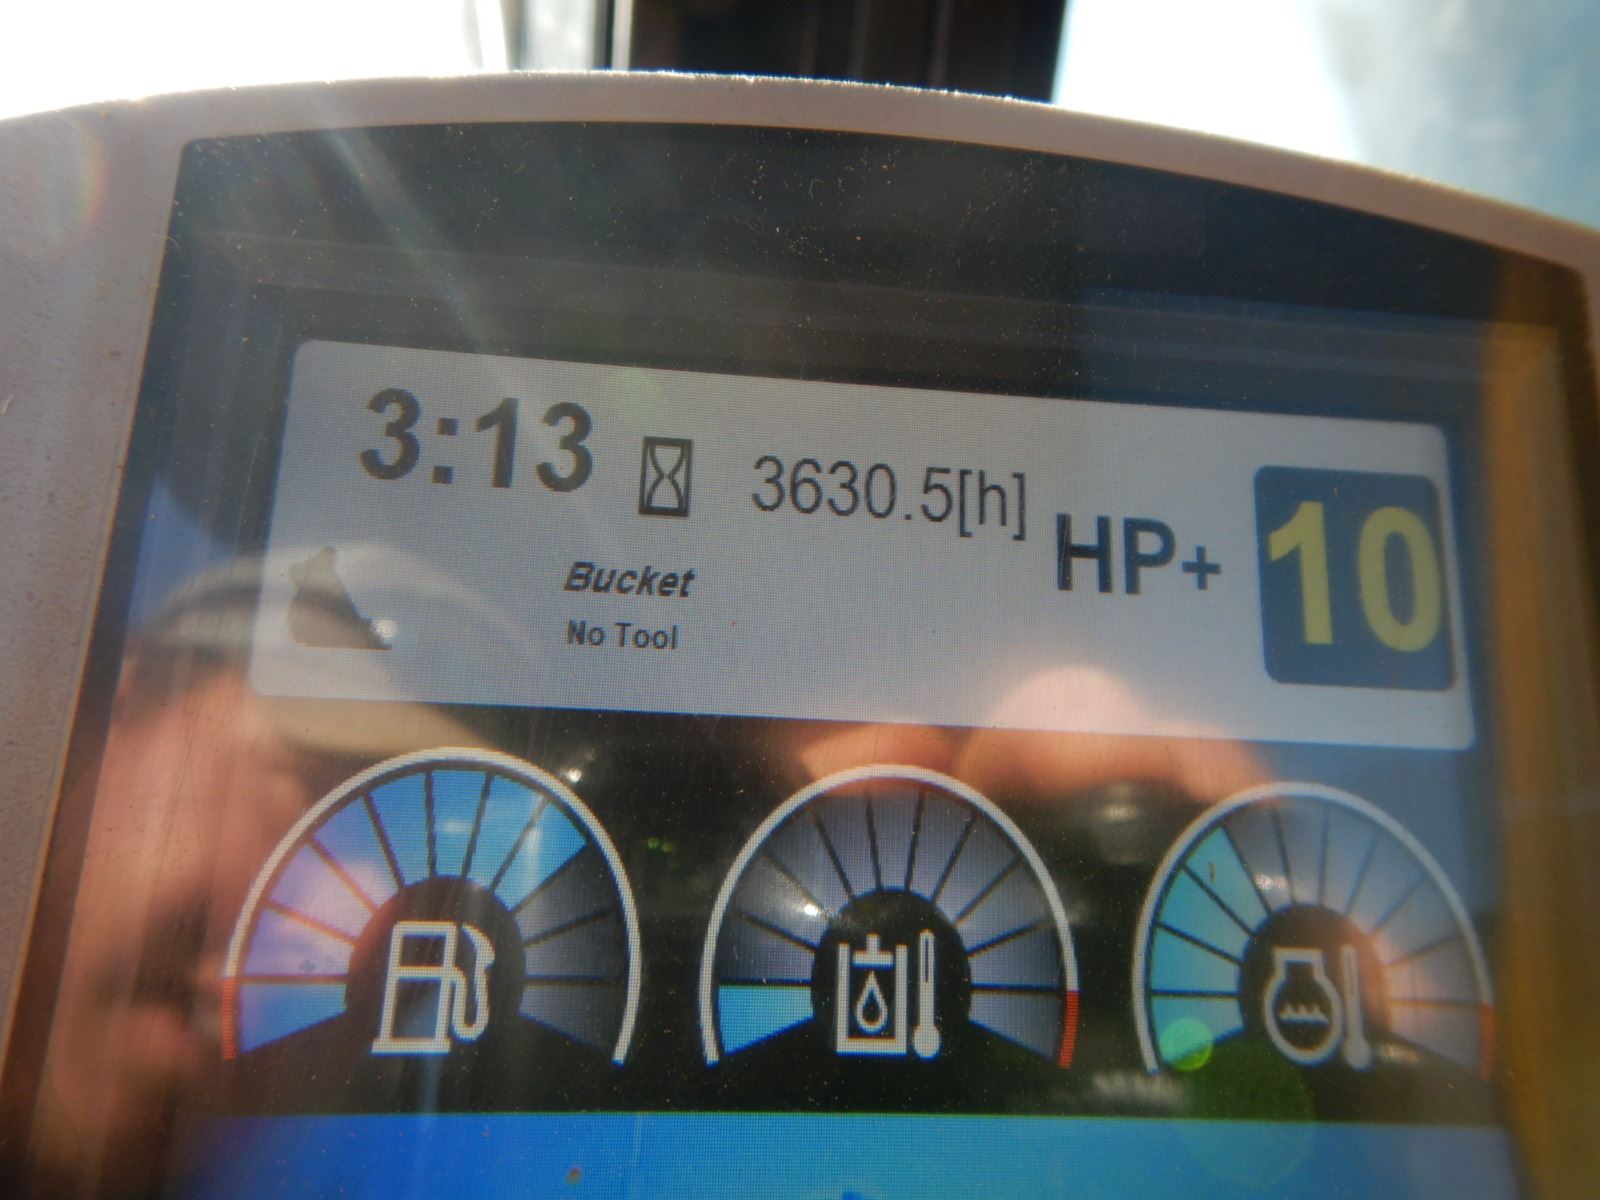 3:13 3630.5[h] HP+ 10
Bucket
No Tool